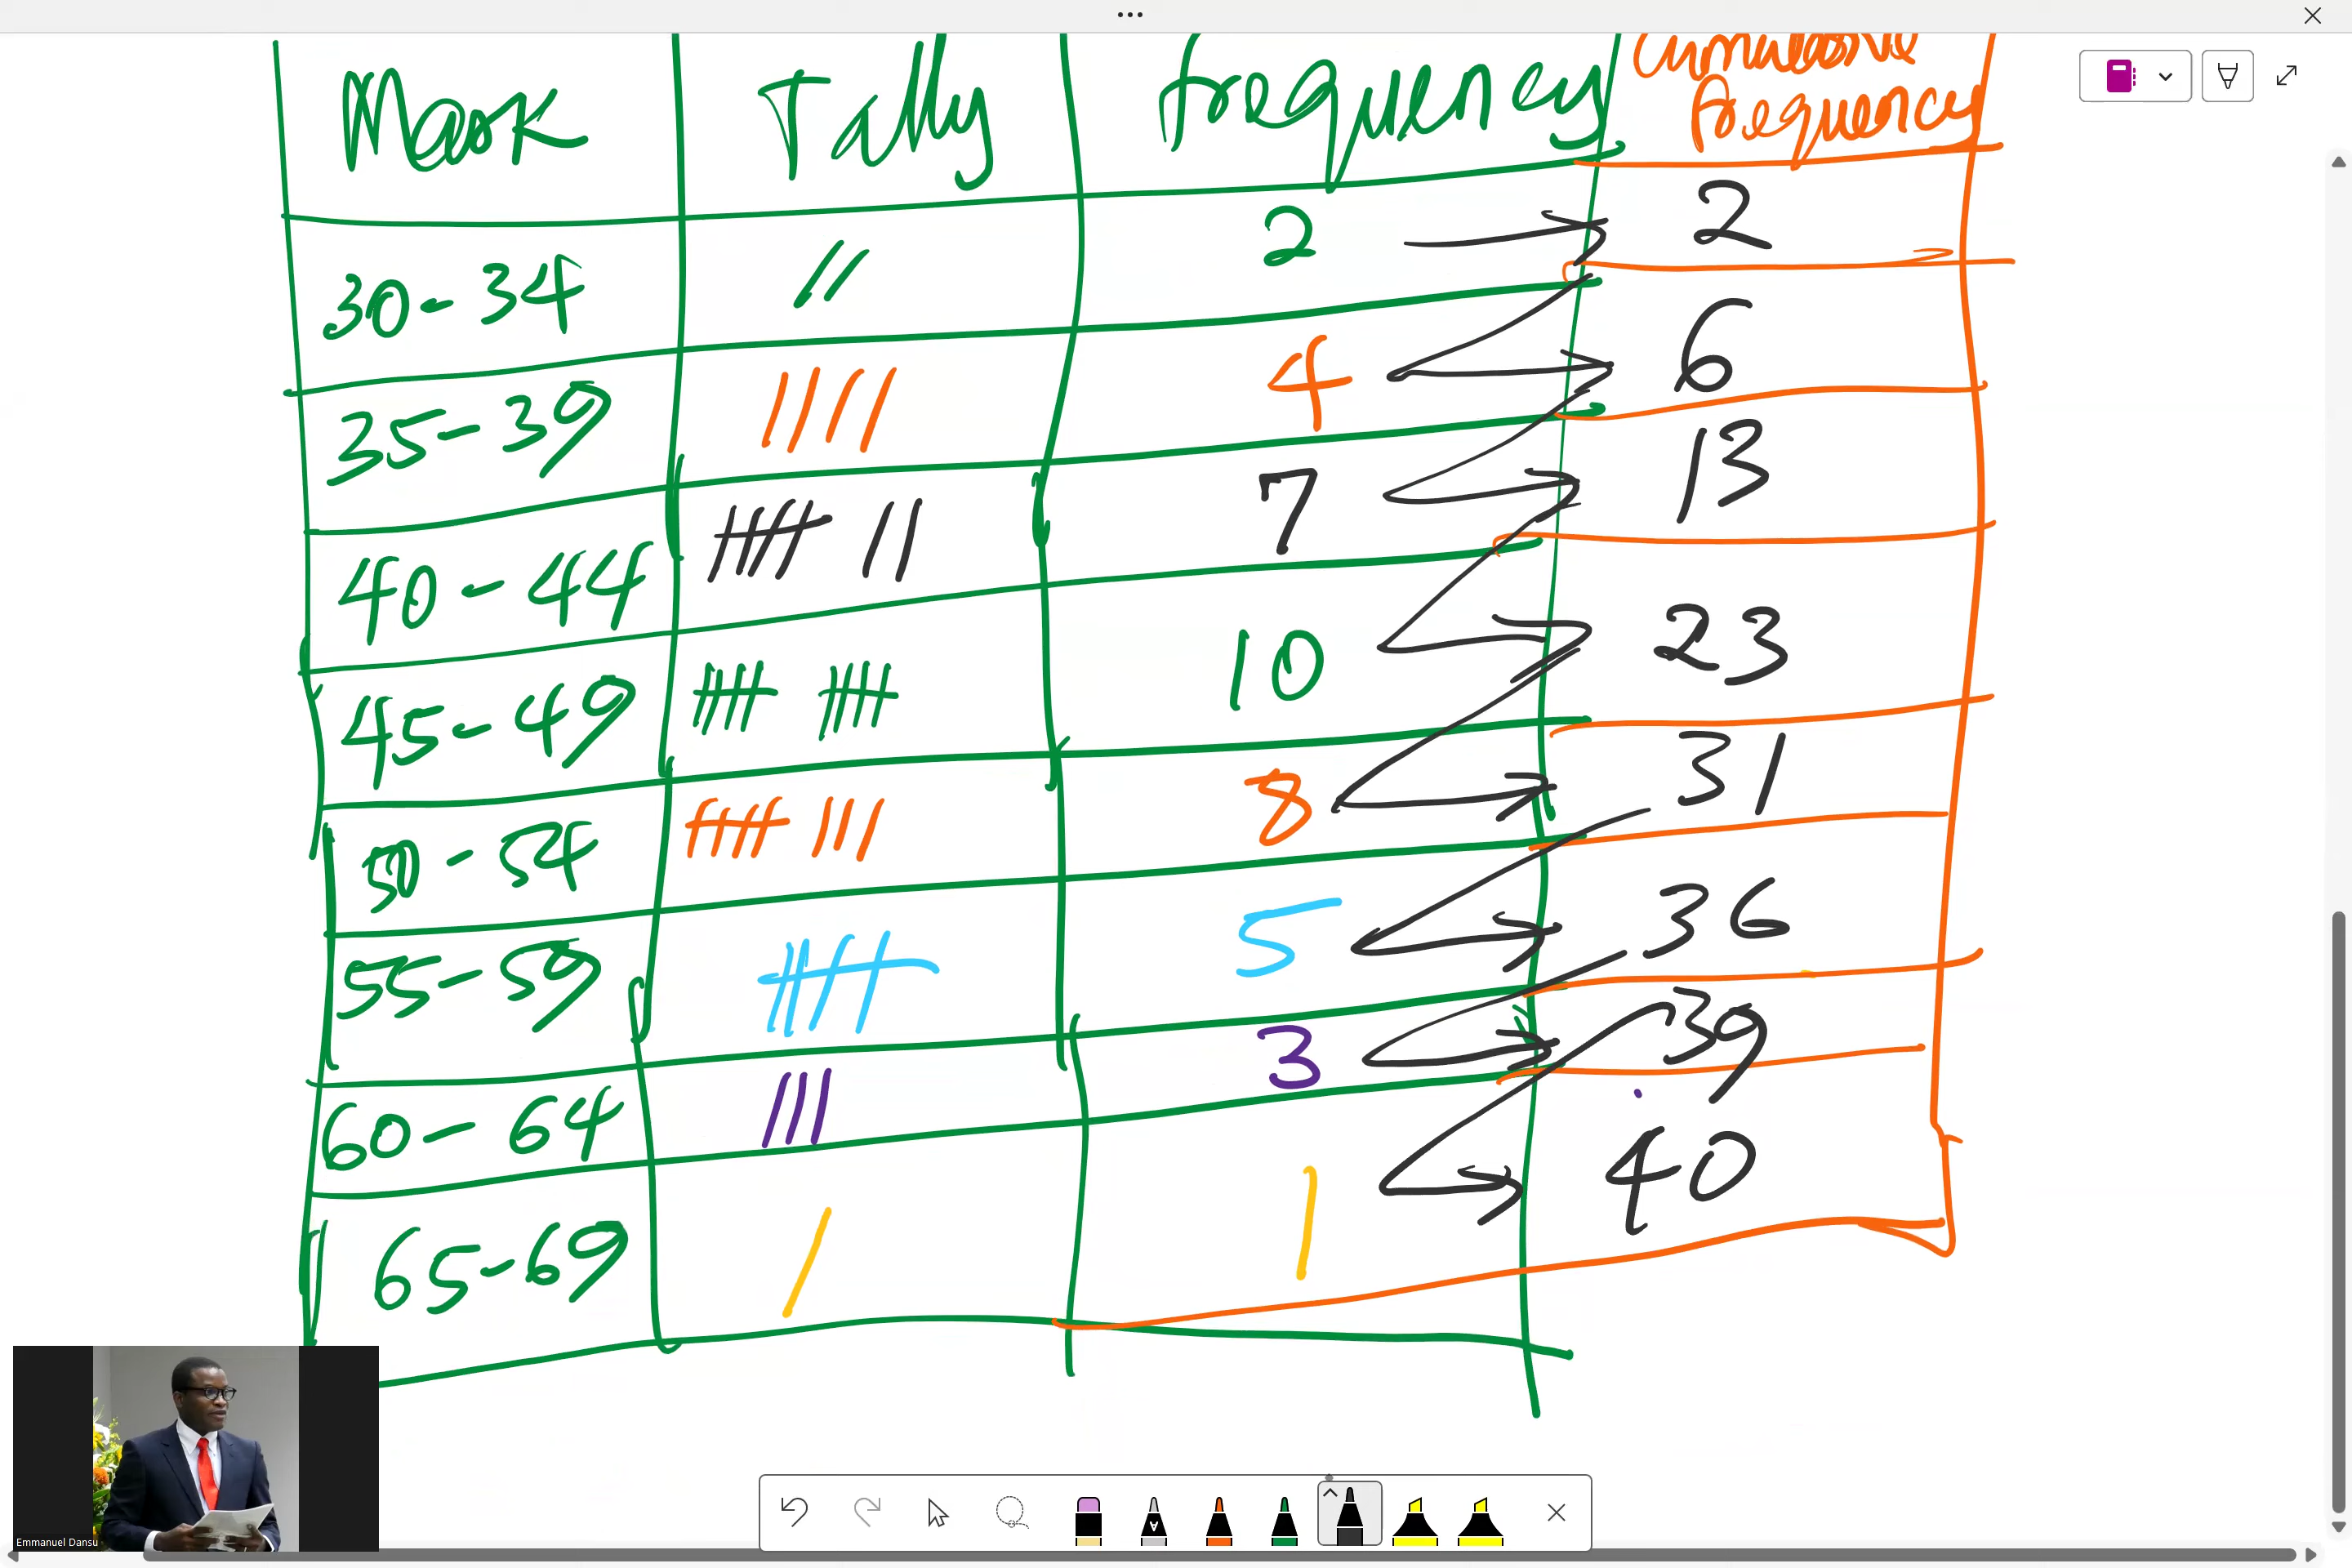 Mark Tally frequency Cumulative frequency
30-34 // 2 2
35-39 //// 4 6
40-44 //// // 7 13
45-49 //// //// 10 23
50-54 //// /// 8 31
55-59 //// 5 36
60-64 /// 3 39
65-69 / 1 40
Emmanuel Dansu